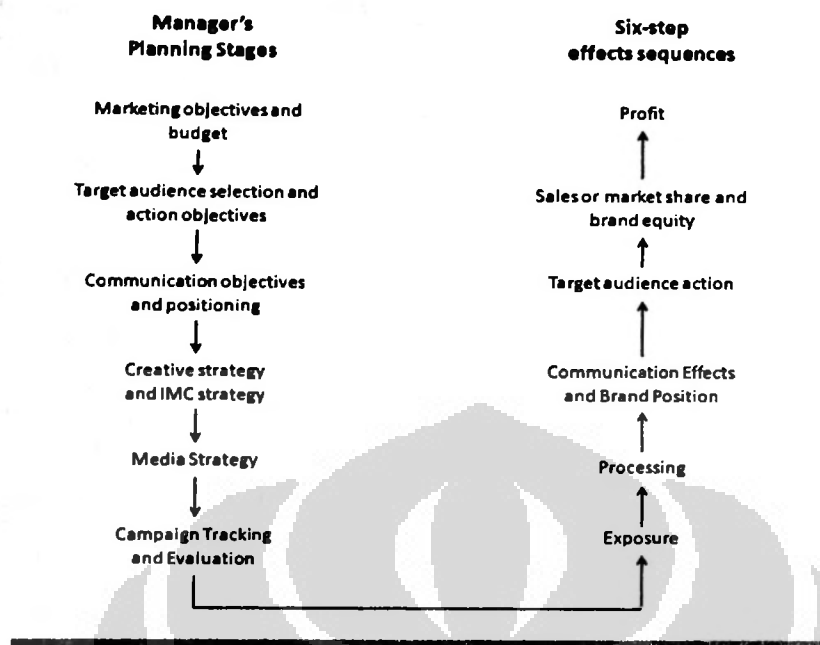 Manager's
Planning Stages
Marketing objectives and
budget
Target audience selection and
action objectives
Communication objectives
and positioning
Creative strategy
and IMC strategy
Media Strategy
Campaign Tracking
and Evaluation
Six-step
effects sequences
Profit
Sales or market share and
brand equity
Target audience action
Communication Effects
and Brand Position
Processing
Exposure